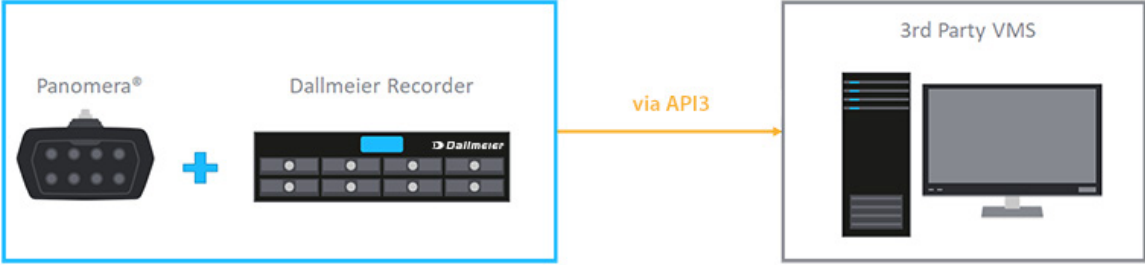 Panomera®
Dallmeier Recorder
Dallmeier
via API3
3rd Party VMS